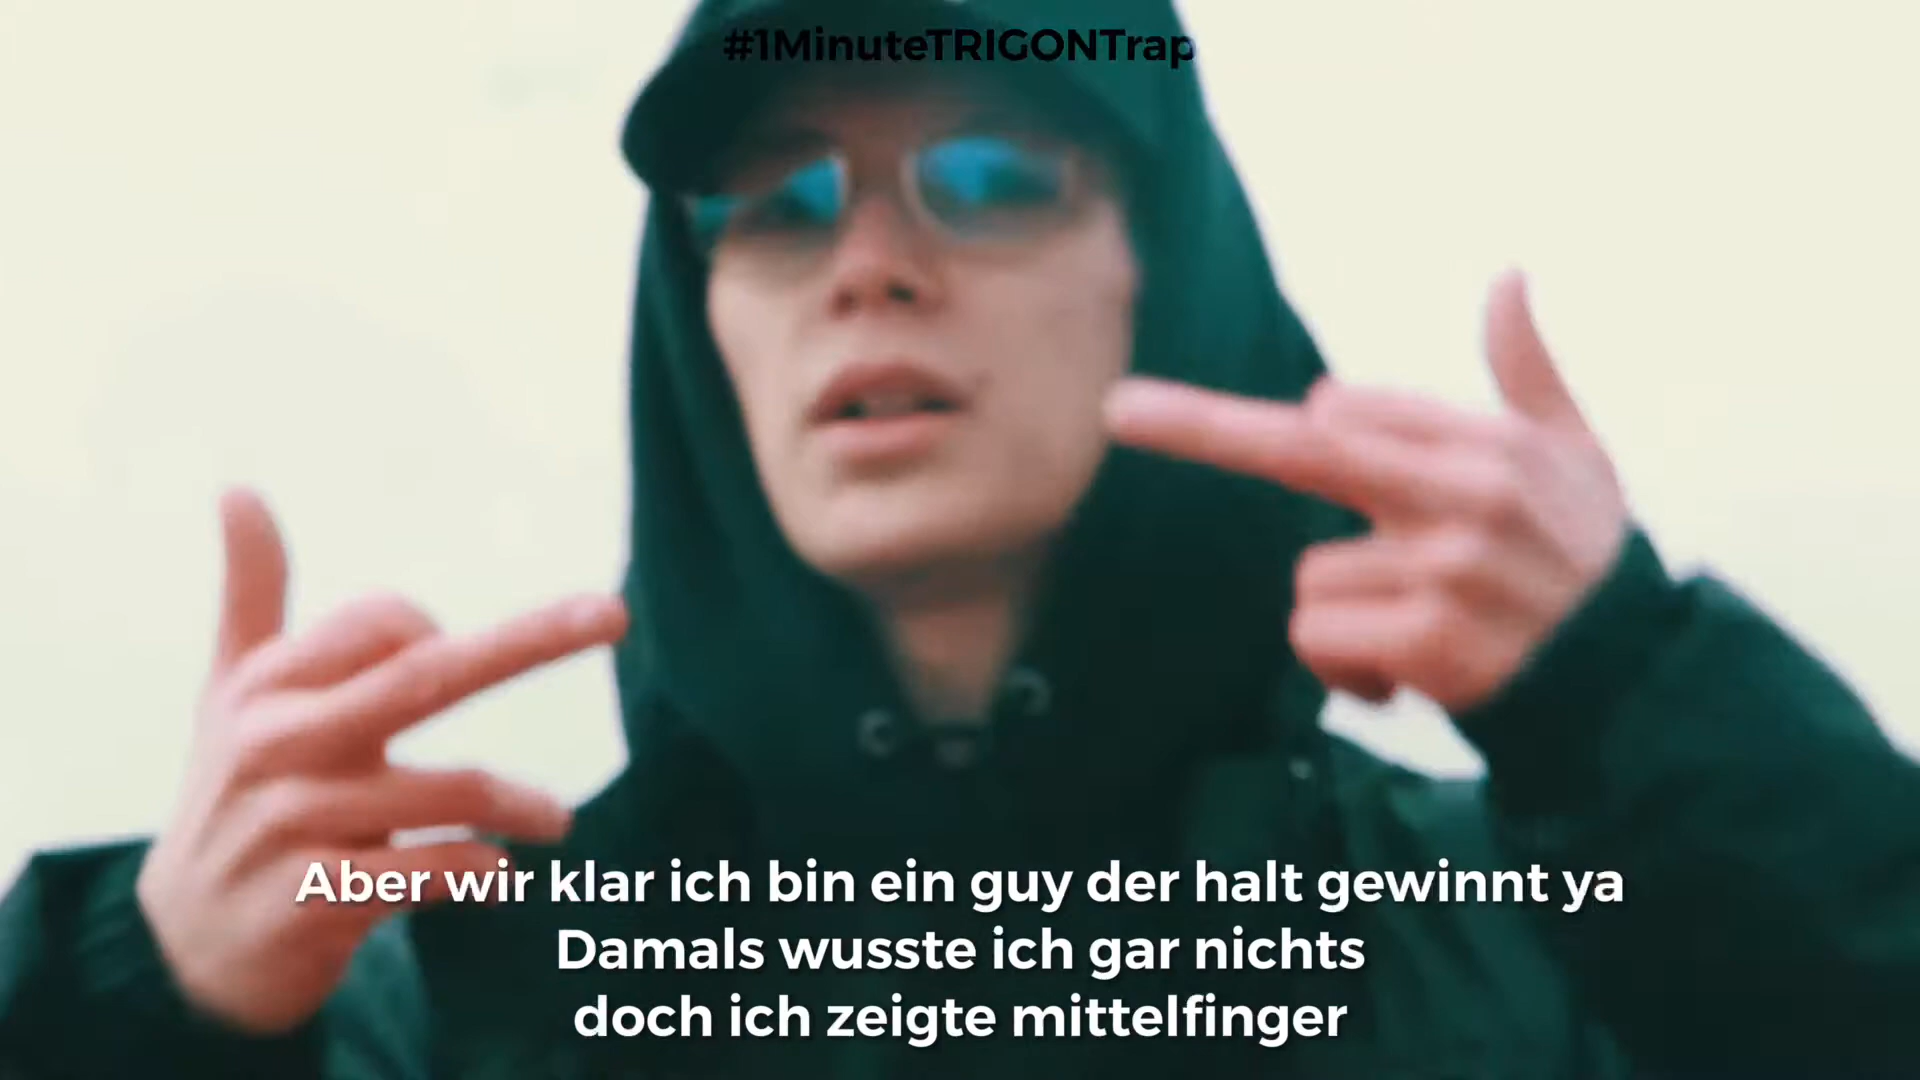 #1MinuteTRIGONTrap
Aber wir klar ich bin ein guy der halt gewinnt ya
Damals wusste ich gar nichts
doch ich zeigte mittelfinger